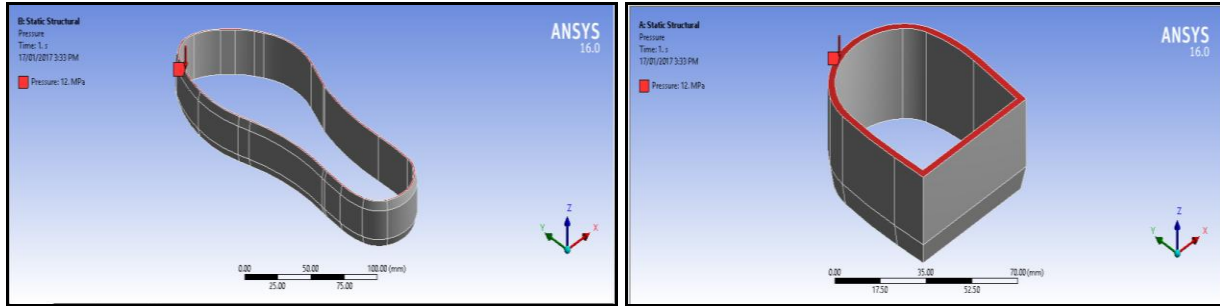 B: Static Structural
Pressure
Time: 1. s
17/01/2017 3:33 PM
Pressure: 12. MPa
ANSYS
16.0
Z
Y
X
0.00 50.00 100.00 (mm)
25.00 75.00
A: Static Structural
Pressure
Time: 1. s
17/01/2017 3:33 PM
Pressure: 12. MPa
ANSYS
16.0
Z
Y
X
0.00 35.00 70.00 (mm)
17.50 52.50